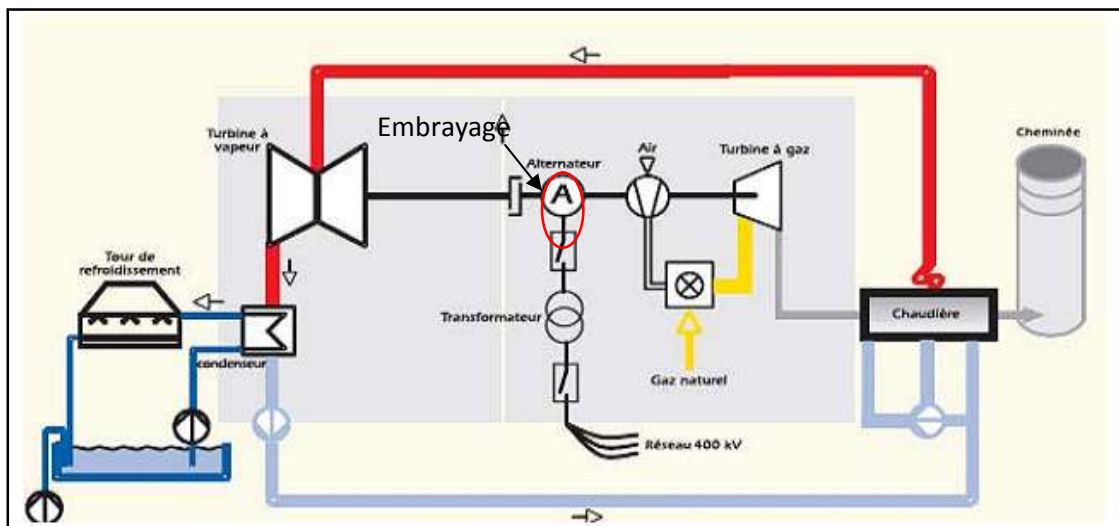 Turbine à
vapeur
Embrayage
Alternateur
A
Air
Turbine à gaz
Cheminée
Tour de
refroidissement
condenseur
Transformateur
Gaz naturel
Chaudière
Réseau 400 kV